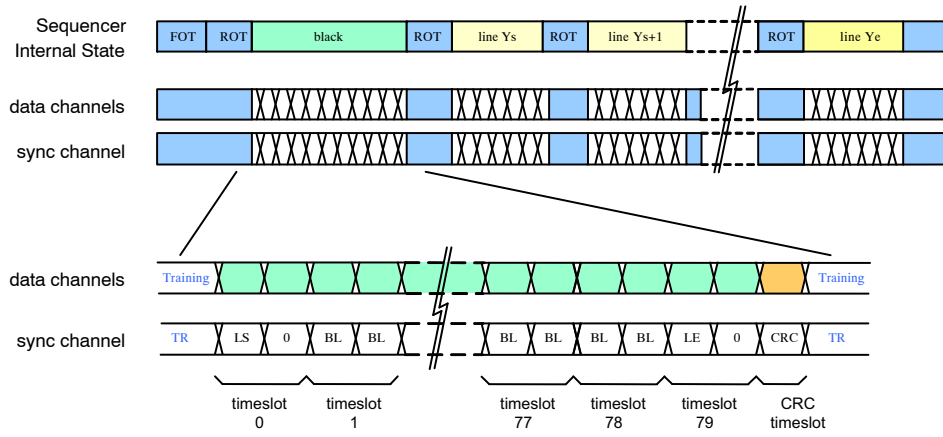 Sequencer
Internal State
FOT ROT black ROT line Ys ROT line Ys+1 ROT line Ye
data channels
sync channel
data channels Training Training
sync channel TR LS 0 BL BL BL BL BL BL LE 0 CRC TR
timeslot timeslot timeslot timeslot timeslot CRC
0 1 77 78 79 timeslot